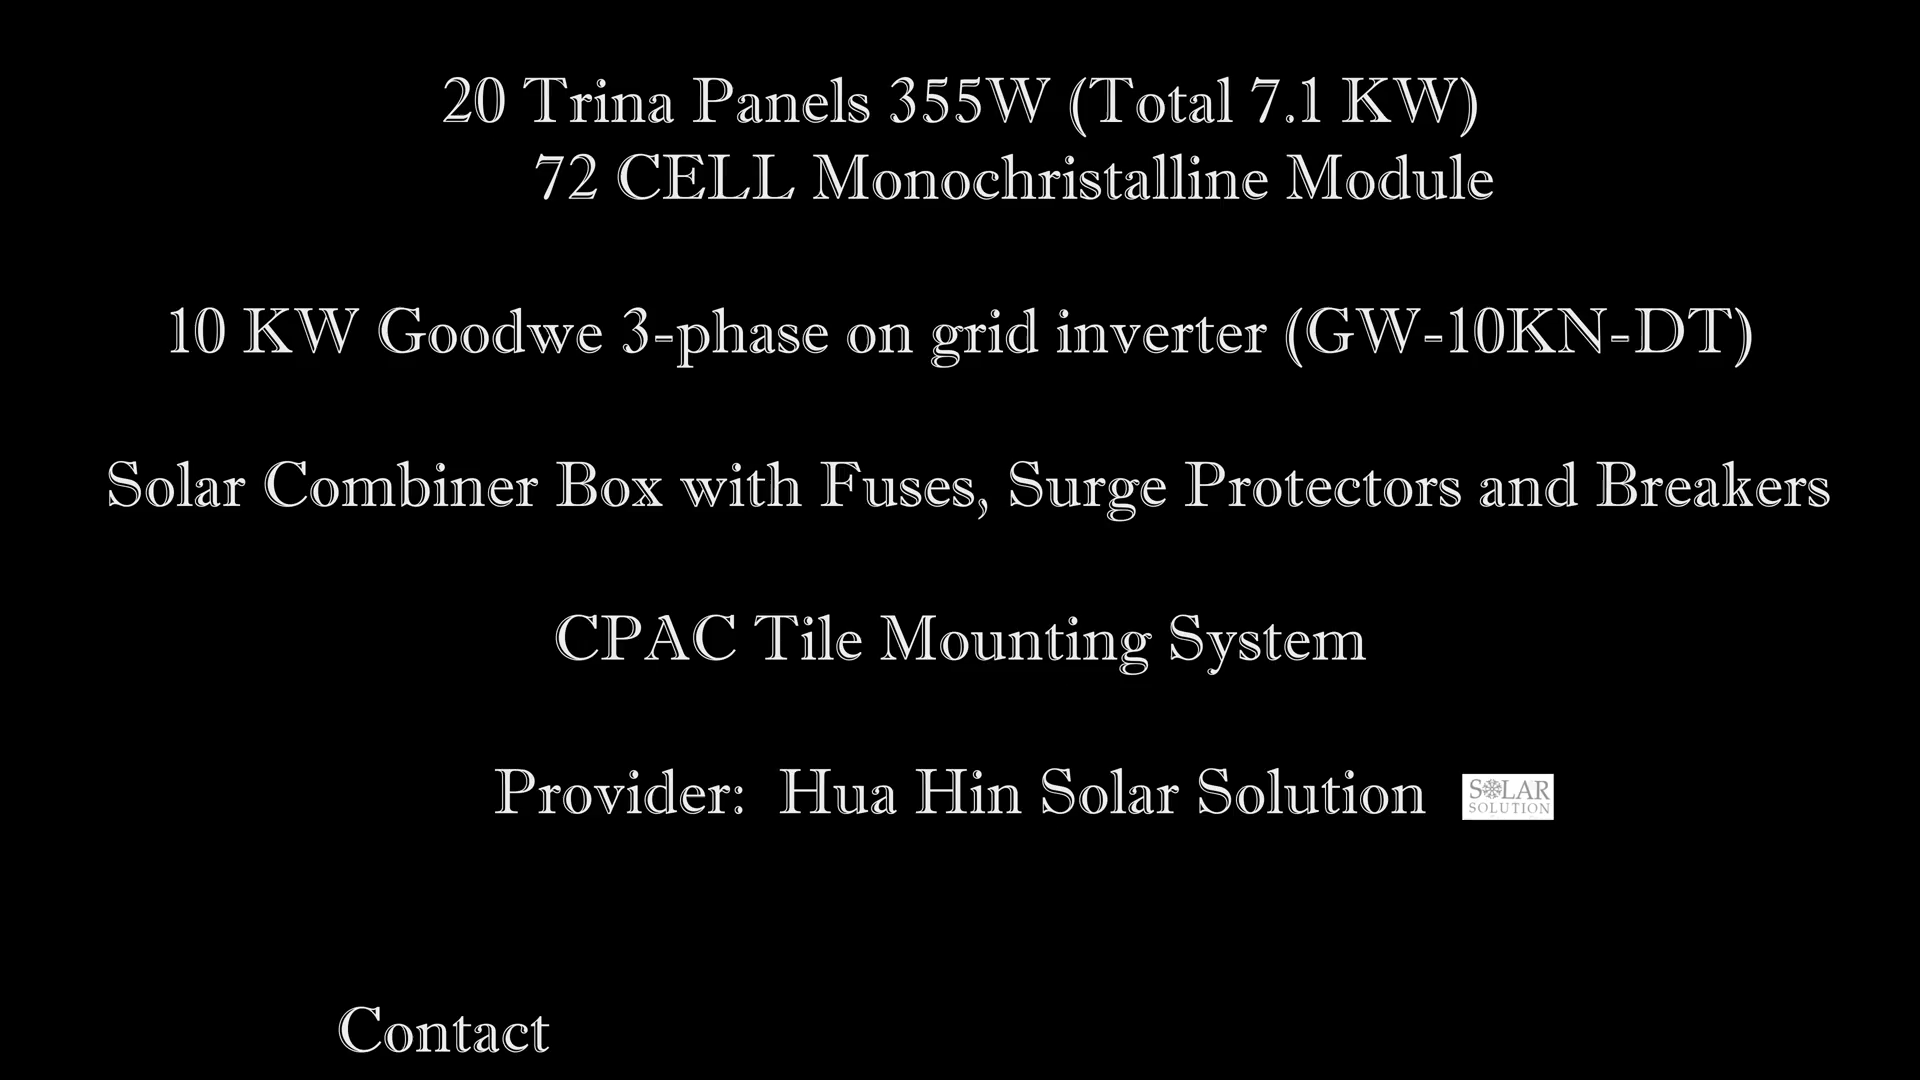 20 Trina Panels 355W (Total 7.1 KW)
72 CELL Monochristalline Module
10 KW Goodwe 3-phase on grid inverter (GW-10KN-DT)
Solar Combiner Box with Fuses, Surge Protectors and Breakers
CPAC Tile Mounting System
Provider: Hua Hin Solar Solution
SOLAR
SOLUTION
Contact